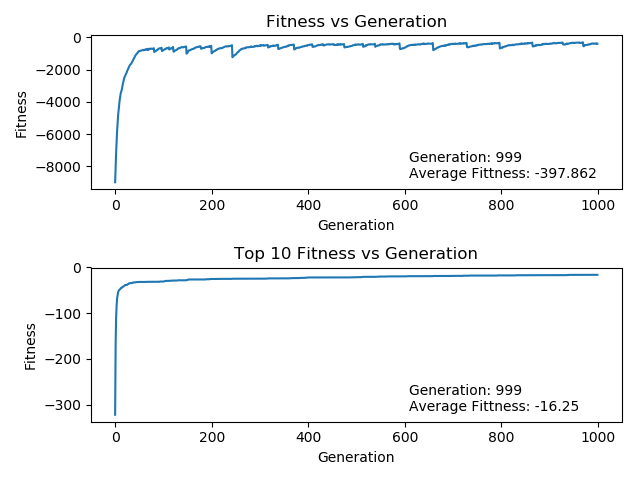 Fitness vs Generation
0
−2000
−4000
−6000
−8000
Fitness
Generation: 999
Average Fittness: -397.862
0 200 400 600 800 1000
Generation
Top 10 Fitness vs Generation
0
−100
−200
−300
Fitness
Generation: 999
Average Fittness: -16.25
0 200 400 600 800 1000
Generation